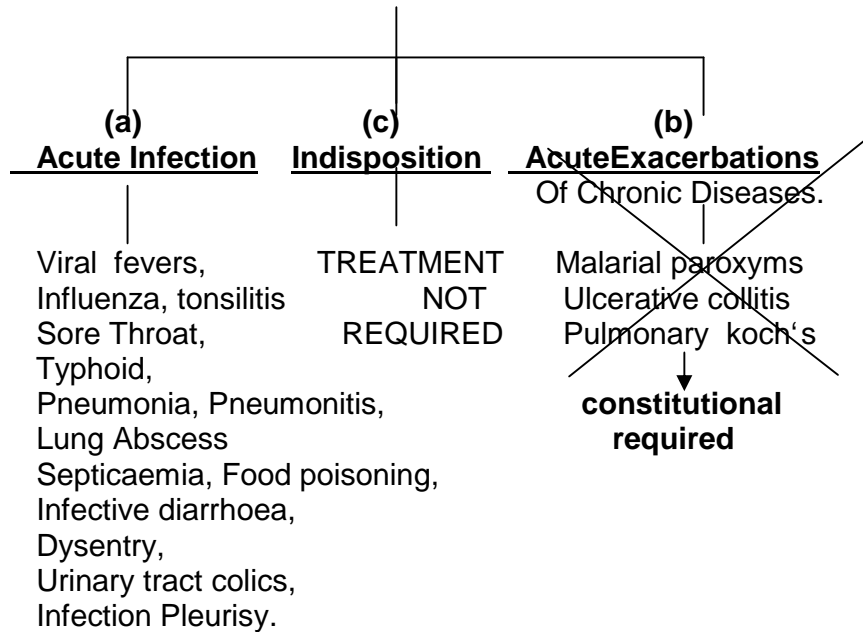 (a)
Acute Infection
Viral fevers,
Influenza, tonsilitis
Sore Throat,
Typhoid,
Pneumonia, Pneumonitis,
Lung Abscess
Septicaemia, Food poisoning,
Infective diarrhoea,
Dysentry,
Urinary tract colics,
Infection Pleurisy.
(c)
Indisposition
TREATMENT
NOT
REQUIRED
(b)
AcuteExacerbations
Of Chronic Diseases.
Malarial paroxyms
Ulcerative collitis
Pulmonary koch‘s
constitutional
required